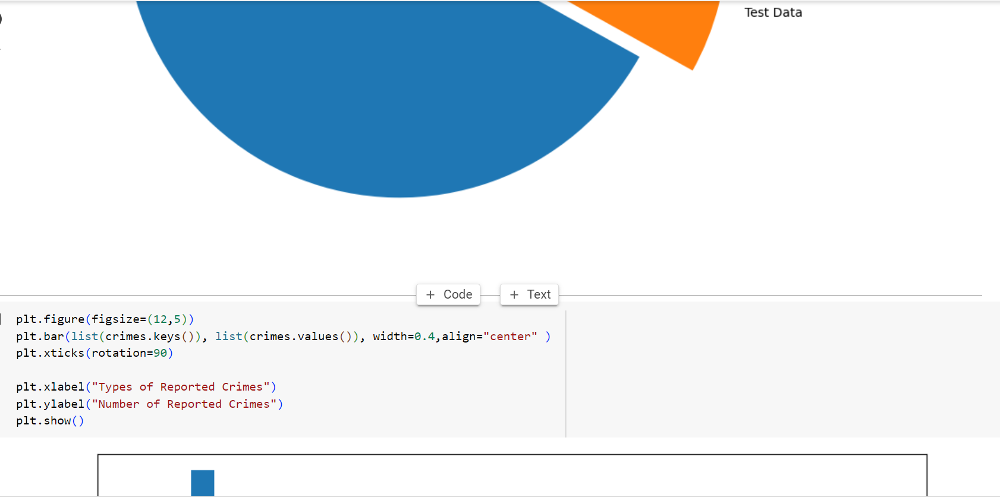 Test Data
+ Code + Text
plt.figure(figsize=(12,5))
plt.bar(list(crimes.keys()), list(crimes.values()), width=0.4,align="center" )
plt.xticks(rotation=90)
plt.xlabel("Types of Reported Crimes")
plt.ylabel("Number of Reported Crimes")
plt.show()